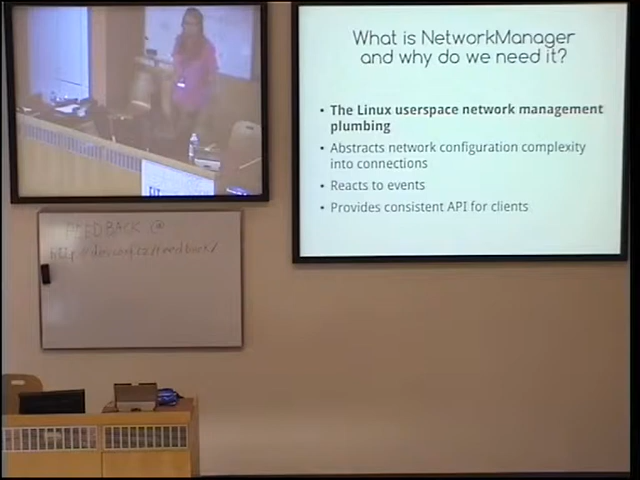 What is NetworkManager
and why do we need it?
• The Linux userspace network management
plumbing
• Abstracts network configuration complexity
into connections
• Reacts to events
• Provides consistent API for clients
FEEDBACK @